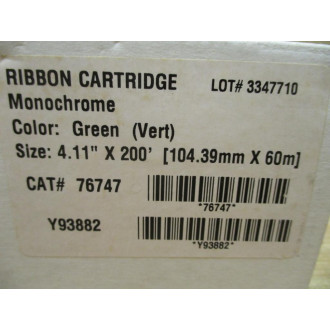 RIBBON CARTRIDGE LOT# 3347710
Monochrome
Color: Green (Vert)
Size: 4.11" X 200' [104.39mm X 60m]
CAT# 76747
*76747*
Y93882
*Y93882*